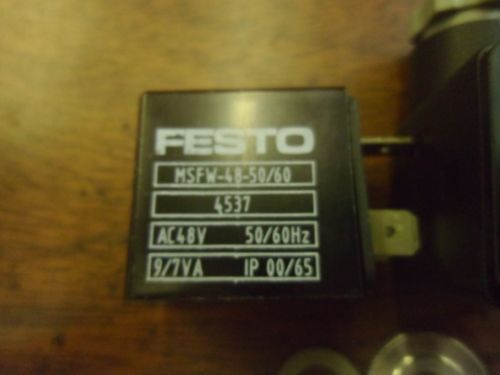 FESTO
MSFW-48-50/60
4537
AC48V 50/60Hz
9/7VA IP 00/65